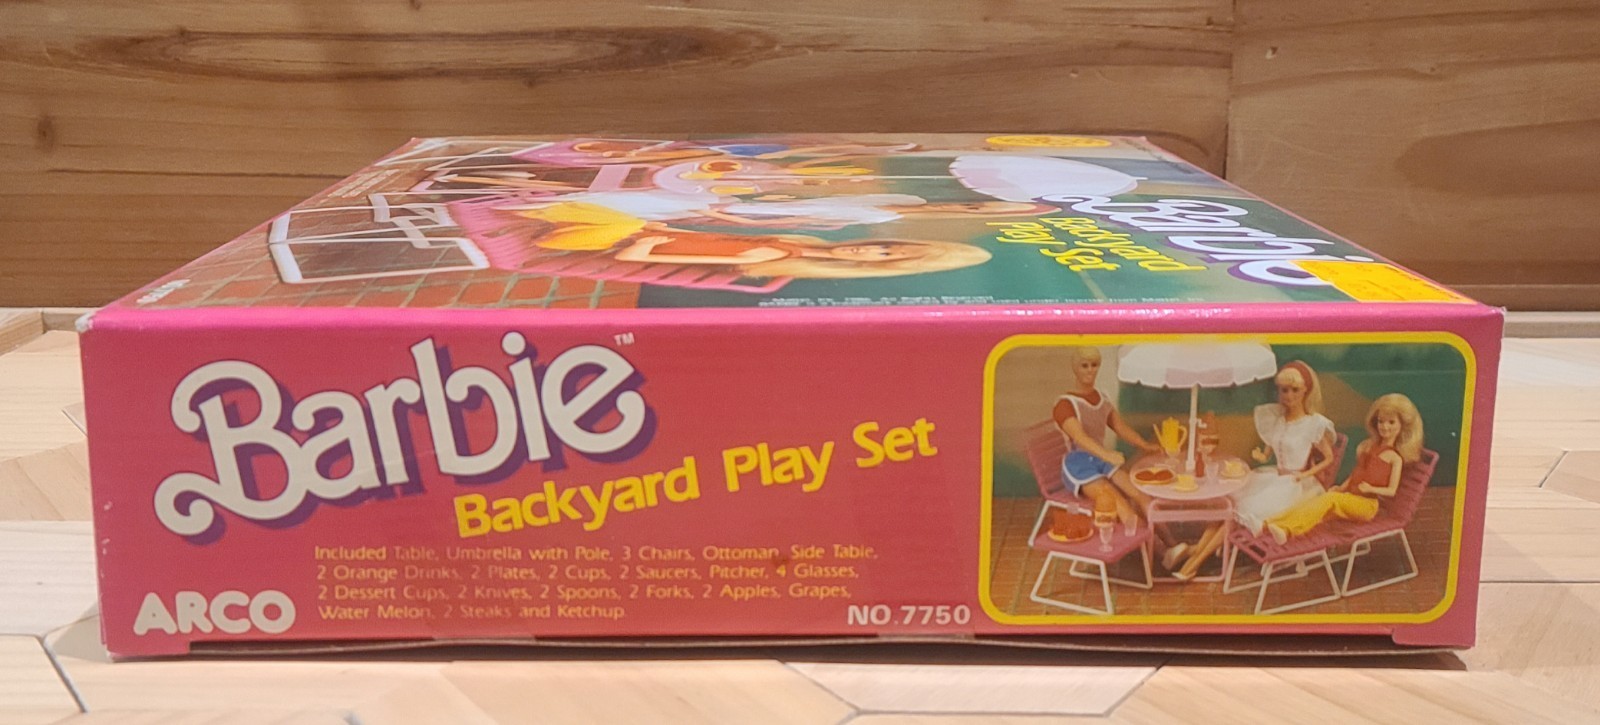 Barbie
Backyard
Play Set
Barbie™
Backyard Play Set
Included Table, Umbrella with Pole, 3 Chairs, Ottoman, Side Table,
2 Orange Drinks, 2 Plates, 2 Cups, 2 Saucers, Pitcher, 4 Glasses,
2 Dessert Cups, 2 Knives, 2 Spoons, 2 Forks, 2 Apples, Grapes,
Water Melon, 2 Steaks and Ketchup.
ARCO
NO.7750